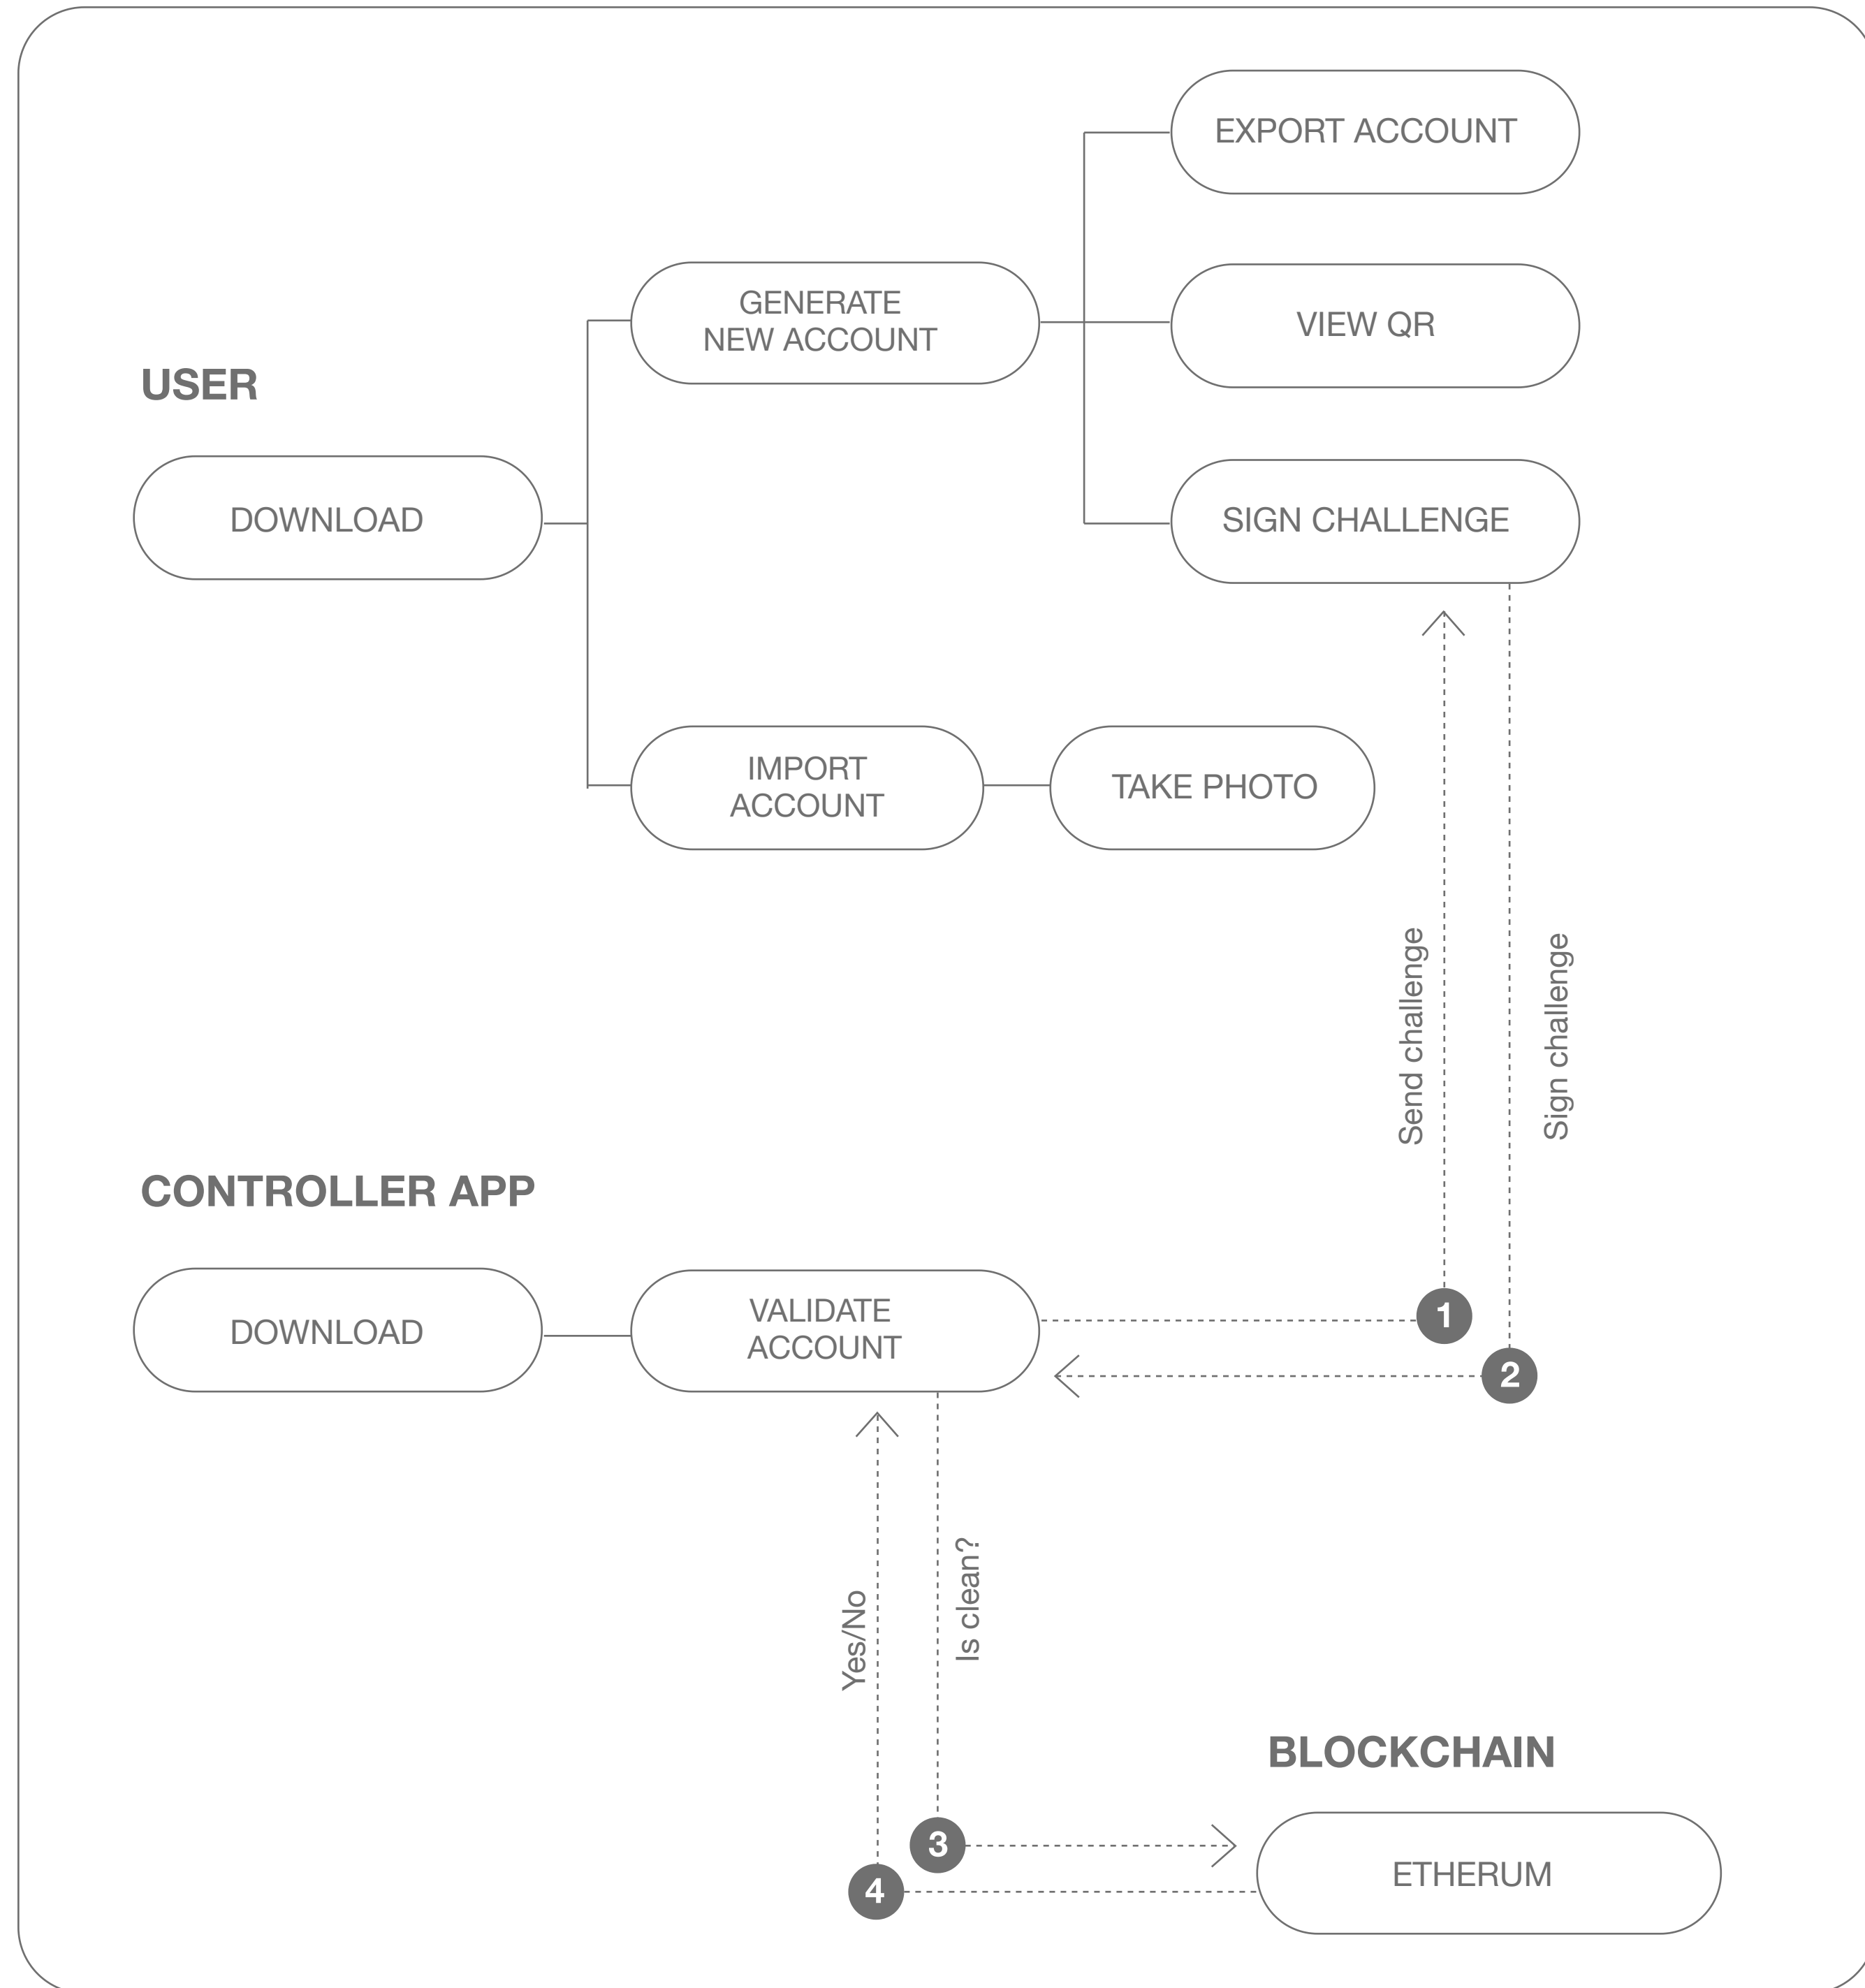 EXPORT ACCOUNT
GENERATE
NEW ACCOUNT
VIEW QR
USER
DOWNLOAD
SIGN CHALLENGE
IMPORT
ACCOUNT
TAKE PHOTO
Send challenge
Sign challenge
CONTROLLER APP
DOWNLOAD
VALIDATE
ACCOUNT
1
2
Yes/No
Is clean?
BLOCKCHAIN
3
4
ETHERUM